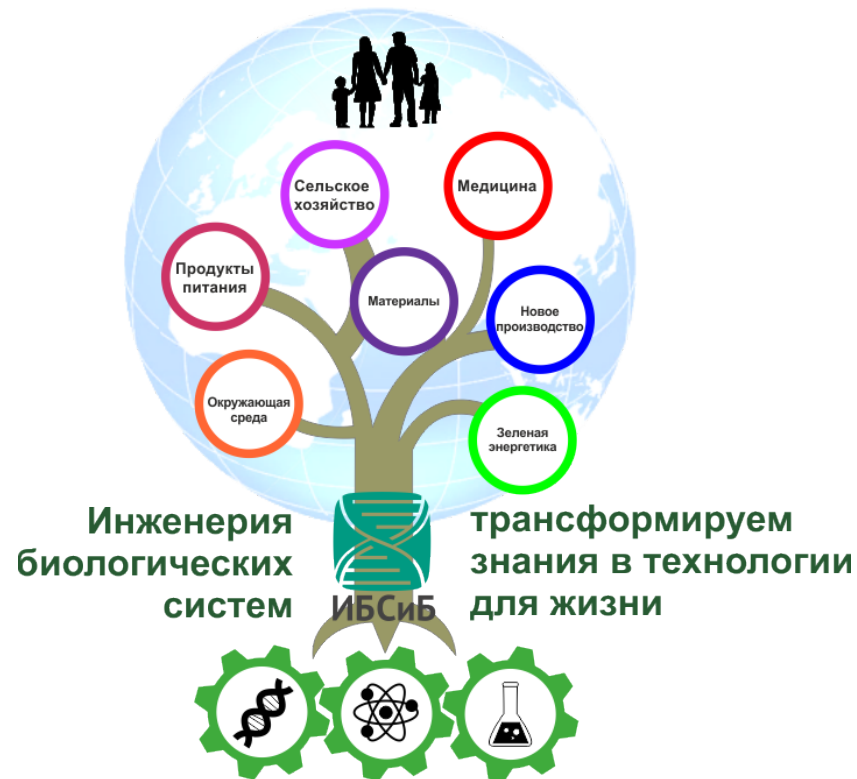 Сельское
хозяйство
Медицина
Продукты
питания
Материалы
Новое
производство
Окружающая
среда
Зеленая
энергетика
Инженерия
биологических
систем
ИБСиБ
трансформируем
знания в технологии
для жизни